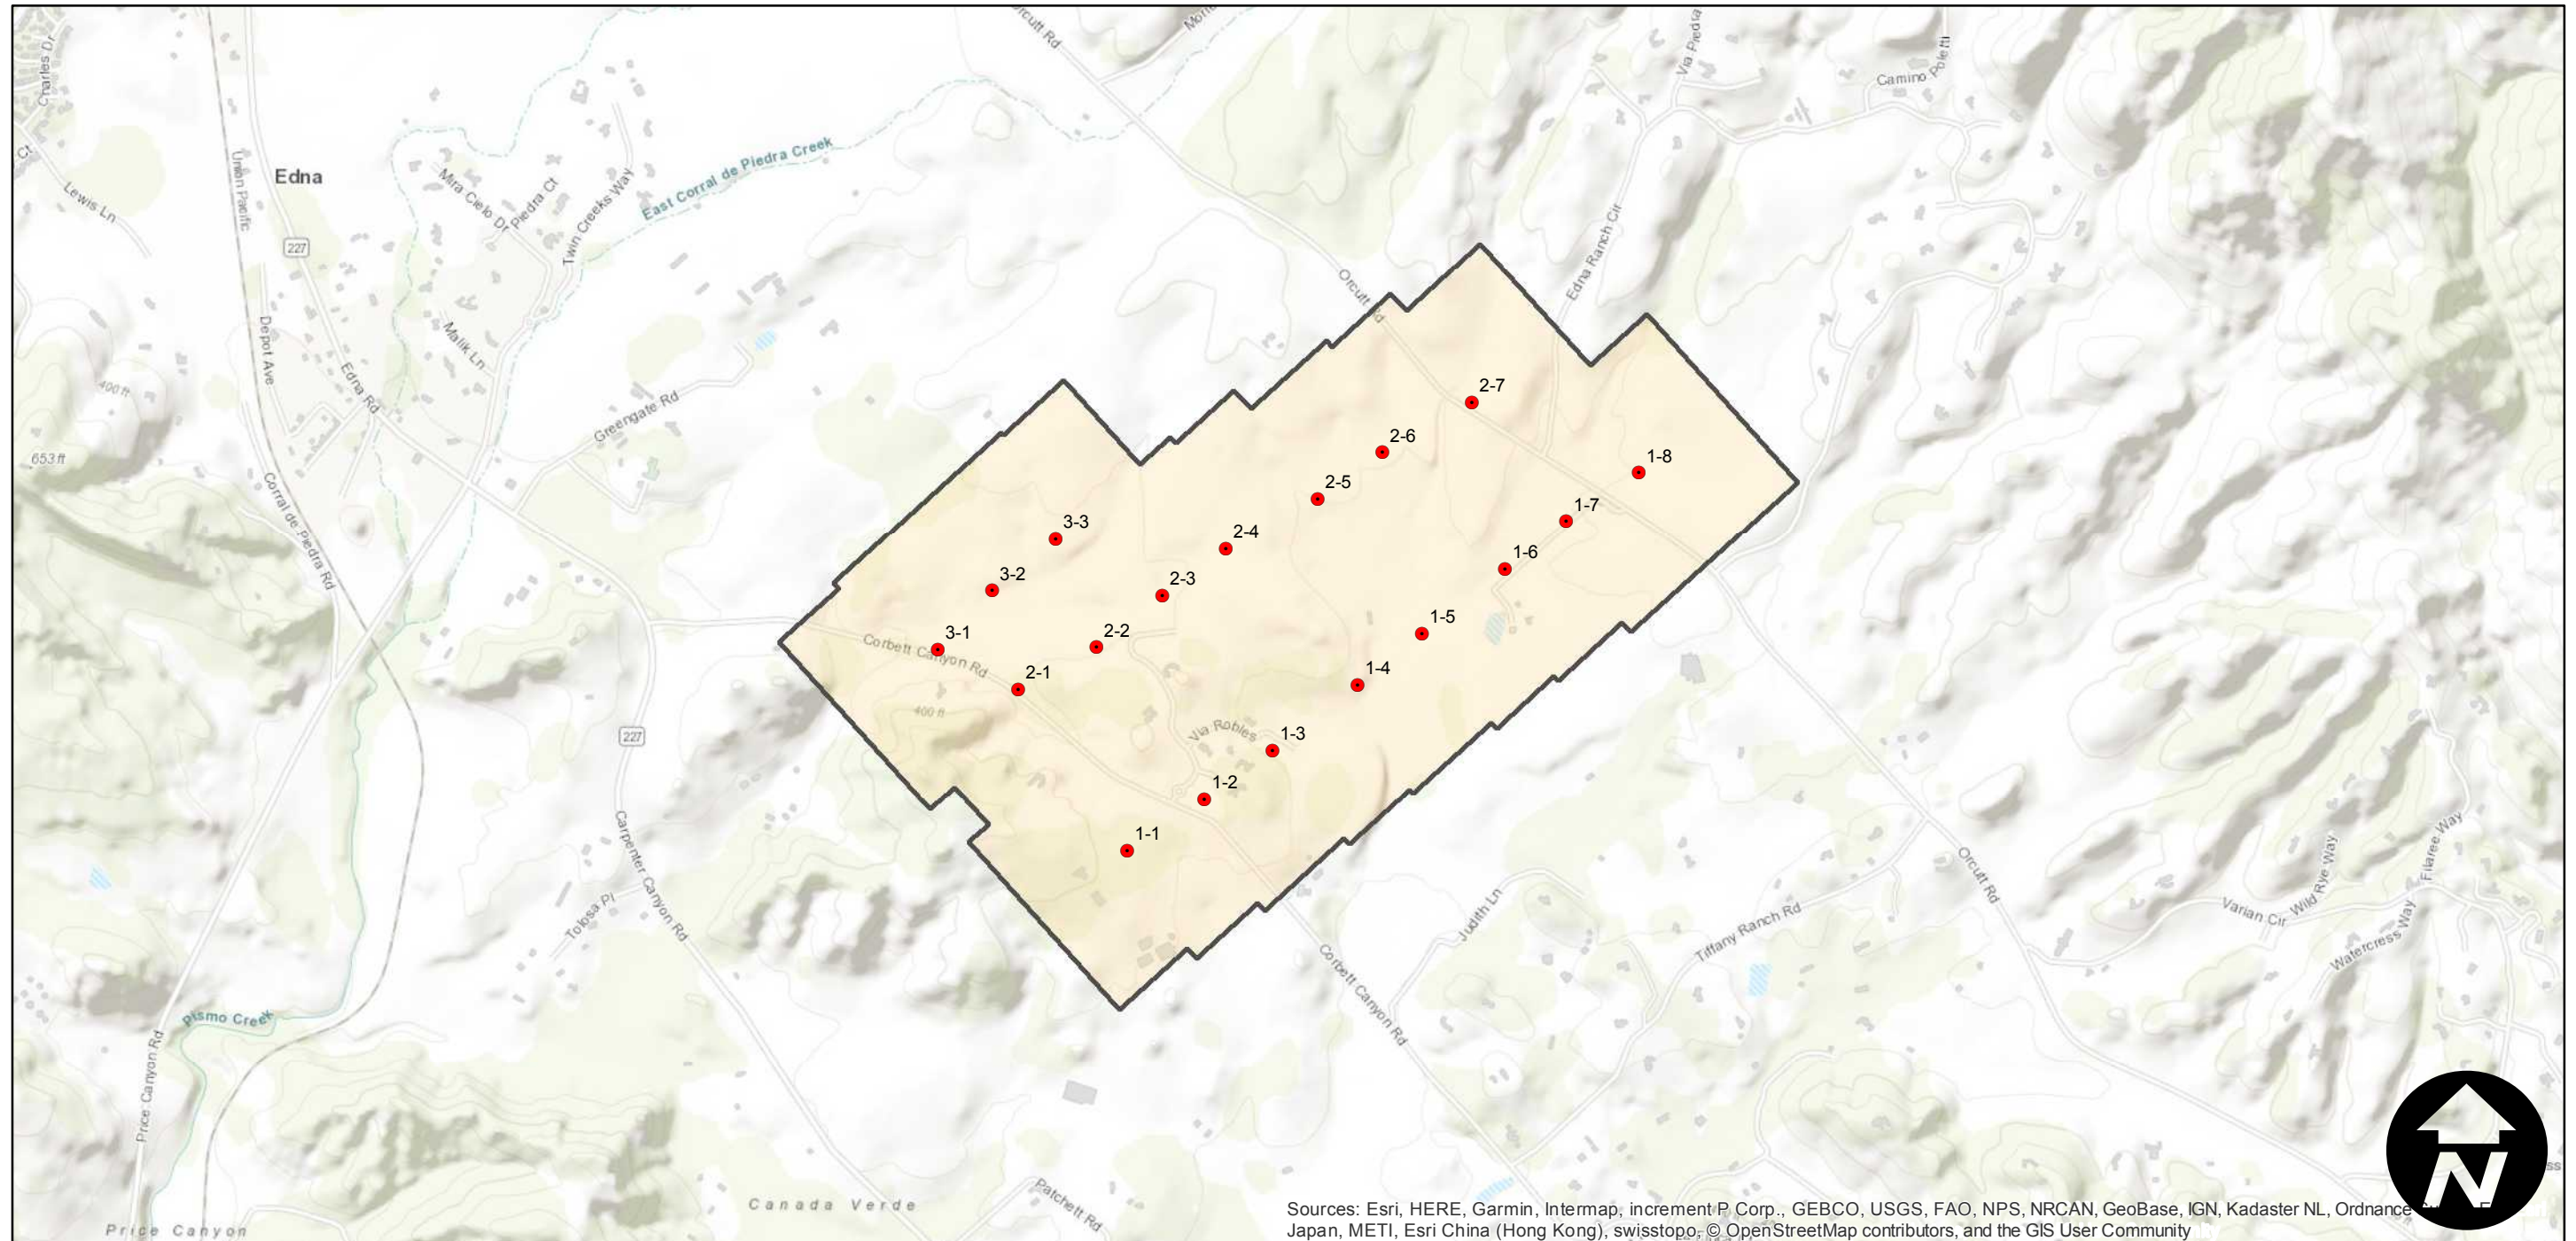 Charles Dr
Ct
Lewis Ln
Union Pacific
Edna
227
Mira Cielo Dr
Piedra Ct
Twin Creeks Way
East Corral de Piedra Creek
Orcutt Rd
Via Piedra
Camino Poletti
Depot Ave
Malik Ln
Edna Rd
Greengate Rd
400 ft
653 ft
Corral de Piedra Rd
Orcutt Rd
Edna Ranch Cir
2-7
2-6
1-8
2-5
1-7
3-3
2-4
1-6
3-2
2-3
1-5
3-1
2-2
Corbett Canyon Rd
2-1
1-4
400 ft
Via Robles
1-3
1-2
1-1
227
Carpenter Canyon Rd
Tolosa Pl
Judith Ln
Tiffany Ranch Rd
Corbett Canyon Rd
Orcutt Rd
Varian Cir
Wild Rye Way
Filaree Way
Watercress Way
Pismo Creek
Price Canyon Rd
Canada Verde
Patchett Rd
Price Canyon
N
Sources: Esri, HERE, Garmin, Intermap, increment P Corp., GEBCO, USGS, FAO, NPS, NRCAN, GeoBase, IGN, Kadaster NL, Ordnance
Japan, METI, Esri China (Hong Kong), swisstopo, © OpenStreetMap contributors, and the GIS User Community